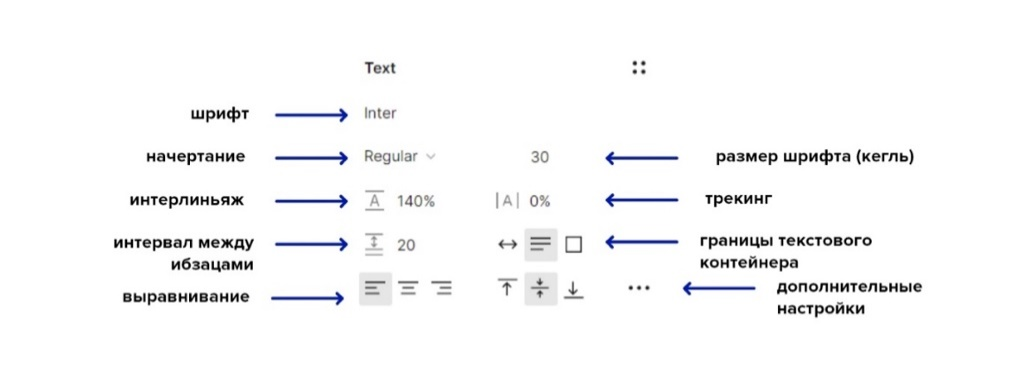 Text
шрифт
Inter
начертание
Regular
30
размер шрифта (кегль)
интерлиньяж
A 140%
|A| 0%
трекинг
интервал между
ибзацами
20
границы текстового
контейнера
выравнивание
дополнительные
настройки